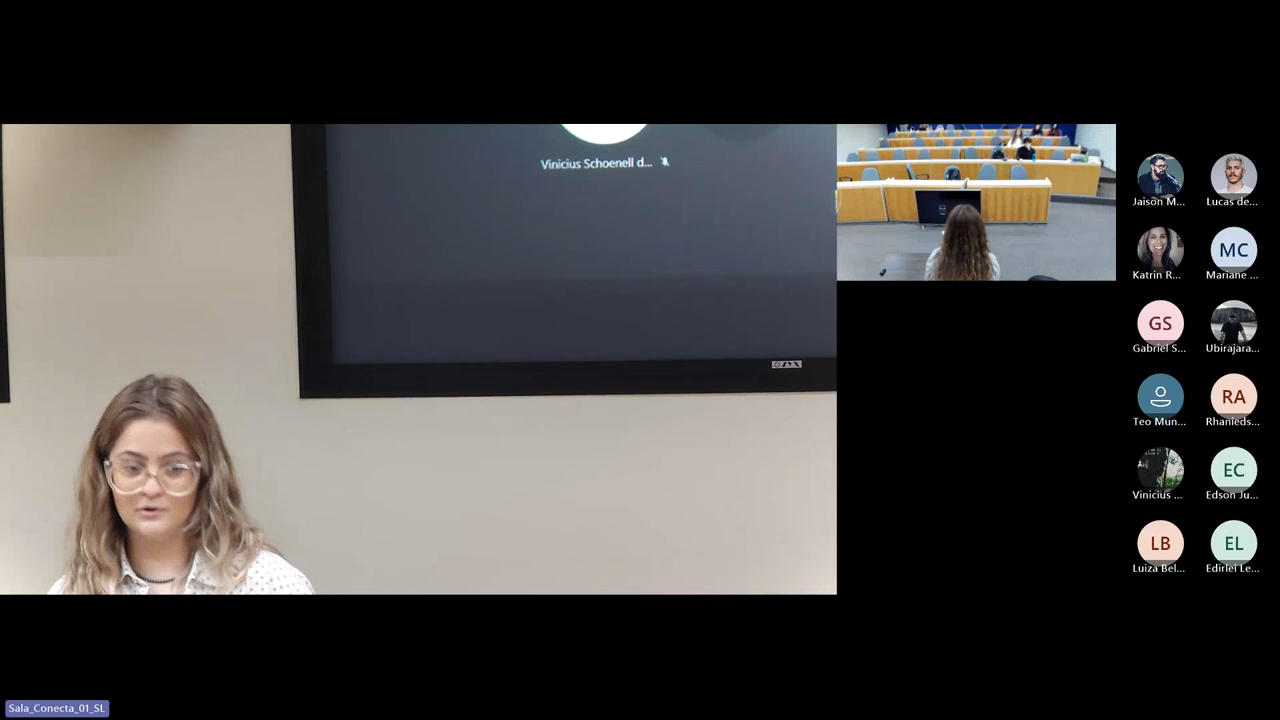 Vinicius Schoenell d...
Jaison M...
Lucas de...
Katrin R...
MC
Mariane ...
GS
Gabriel S...
Ubirajara...
Teo Mun...
RA
Rhanieds...
Vinicius ...
EC
Edson Ju...
LB
Luiza Bel...
EL
Edirlei Le...
Sala_Conecta_01_SL